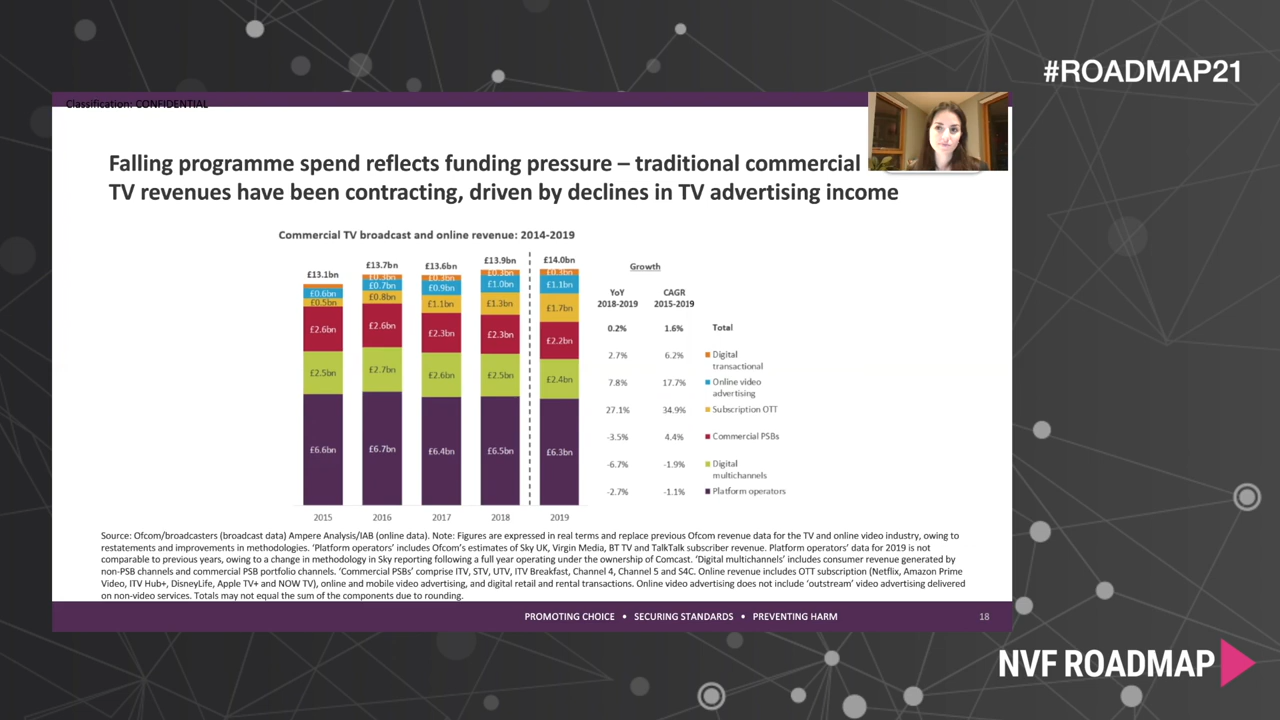 #ROADMAP21
Classification: CONFIDENTIAL
Falling programme spend reflects funding pressure – traditional commercial
TV revenues have been contracting, driven by declines in TV advertising income
Commercial TV broadcast and online revenue: 2014-2019
£13.1bn
£13.7bn
£13.6bn
£13.9bn
£14.0bn
£0.3bn
£0.3bn
£0.3bn
£0.3bn
£0.6bn
£0.7bn
£0.9bn
£1.0bn
£1.1bn
£0.5bn
£0.8bn
£1.1bn
£1.3bn
£1.7bn
£2.6bn
£2.6bn
£2.3bn
£2.3bn
£2.2bn
£2.5bn
£2.7bn
£2.6bn
£2.5bn
£2.4bn
£6.6bn
£6.7bn
£6.4bn
£6.5bn
£6.3bn
2015
2016
2017
2018
2019
Growth
YoY
2018-2019
CAGR
2015-2019
0.2% 1.6% Total
2.7% 6.2% Digital
transactional
7.8% 17.7% Online video
advertising
27.1% 34.9% Subscription OTT
-3.5% 4.4% Commercial PSBs
-6.7% -1.9% Digital
multichannels
-2.7% -1.1% Platform operators
Source: Ofcom/broadcasters (broadcast data) Ampere Analysis/IAB (online data). Note: Figures are expressed in real terms and replace previous Ofcom revenue data for the TV and online video industry, owing to
restatements and improvements in methodologies. ‘Platform operators’ includes Ofcom’s estimates of Sky UK, Virgin Media, BT TV and TalkTalk subscriber revenue. Platform operators’ data for 2019 is not
comparable to previous years, owing to a change in methodology in Sky reporting following a full year operating under the ownership of Comcast. ‘Digital multichannels’ includes consumer revenue generated by
non-PSB channels and commercial PSB portfolio channels. ‘Commercial PSBs’ comprise ITV, STV, UTV, ITV Breakfast, Channel 4, Channel 5 and S4C. Online revenue includes OTT subscription (Netflix, Amazon Prime
Video, ITV Hub+, DisneyLife, Apple TV+ and NOW TV), online and mobile video advertising, and digital retail and rental transactions. Online video advertising does not include ‘outstream’ video advertising delivered
on non-video services. Totals may not equal the sum of the components due to rounding.
PROMOTING CHOICE • SECURING STANDARDS • PREVENTING HARM
18
NVF ROADMAP